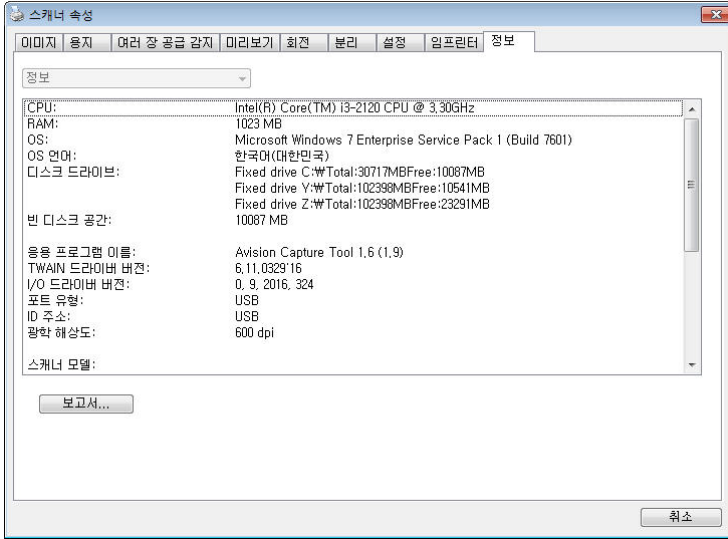 스캐너 속성
이미지 용지 여러 장 공급 감지 미리보기 회전 분리 설정 임프린터 정보
정보
CPU: Intel(R) Core(TM) i3-2120 CPU @ 3.30GHz
RAM: 1023 MB
OS: Microsoft Windows 7 Enterprise Service Pack 1 (Build 7601)
OS 언어: 한국어(대한민국)
디스크 드라이브: Fixed drive C:₩Total:30717MBFree:10087MB
Fixed drive Y:₩Total:102398MBFree:10541MB
Fixed drive Z:₩Total:102398MBFree:23291MB
빈 디스크 공간: 10087 MB
응용 프로그램 이름: Avision Capture Tool 1.6 (1.9)
TWAIN 드라이버 버전: 6.11.0329'16
I/O 드라이버 버전: 0, 9, 2016, 324
포트 유형: USB
ID 주소: USB
광학 해상도: 600 dpi
스캐너 모델:
보고서...
취소